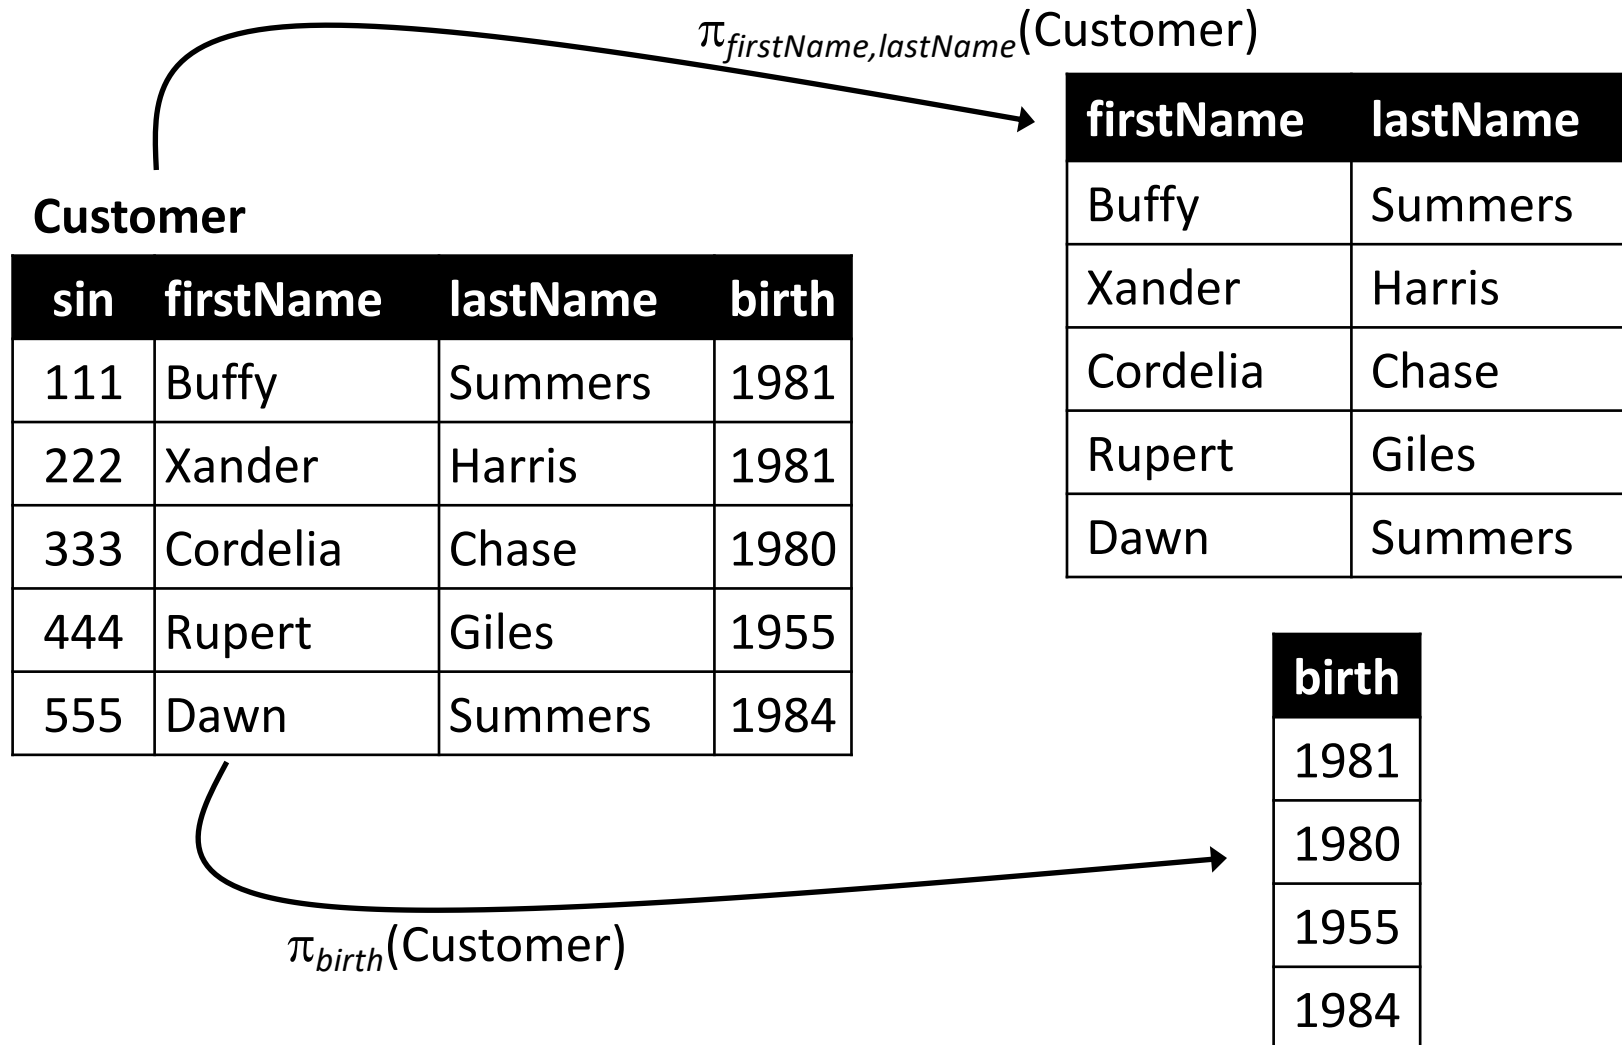 π firstName,lastName(Customer)
firstName lastName
Buffy Summers
Xander Harris
Cordelia Chase
Rupert Giles
Dawn Summers
Customer
sin firstName lastName birth
111 Buffy Summers 1981
222 Xander Harris 1981
333 Cordelia Chase 1980
444 Rupert Giles 1955
555 Dawn Summers 1984
π birth(Customer)
birth
1981
1980
1955
1984